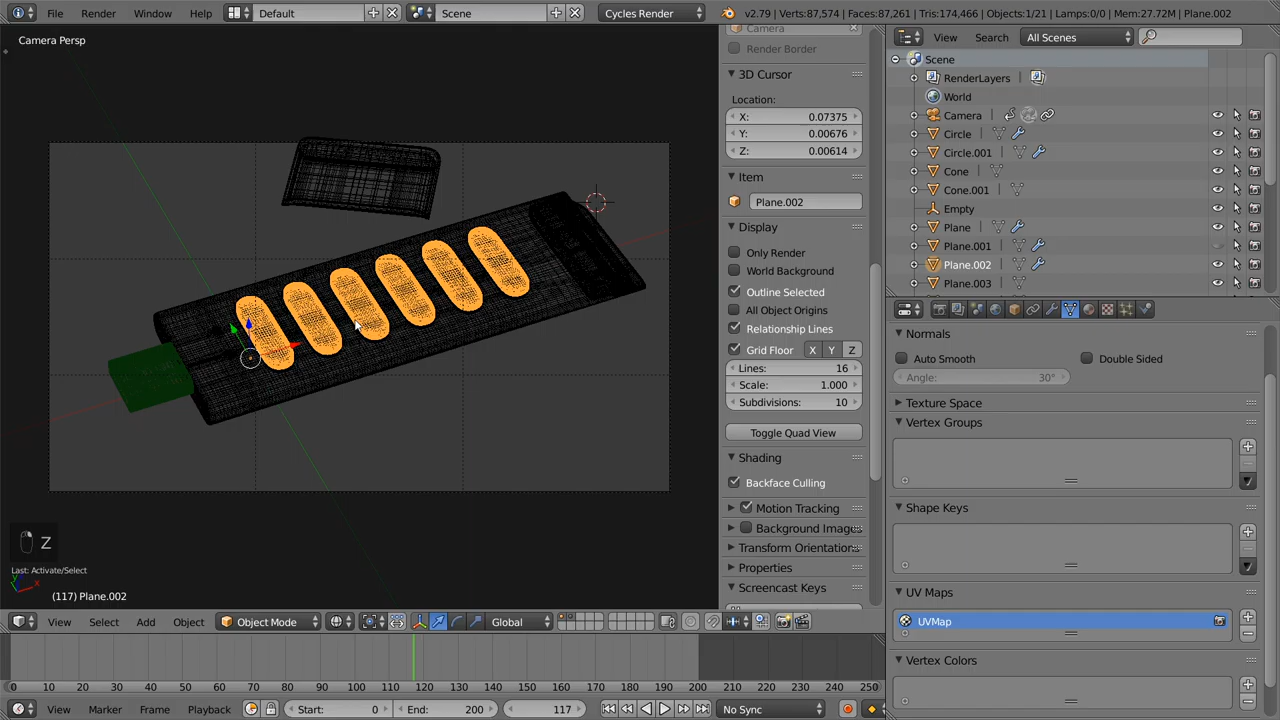 File Render Window Help Default Scene Cycles Render v2.79 | Verts:87,574 | Faces:87,261 | Tris:174,466 | Objects:1/21 | Lamps:0/0 | Mem:27.72M | Plane.002
Camera Persp
Camera
Render Border
3D Cursor
Location:
X: 0.07375
Y: 0.00676
Z: 0.00614
Item
Plane.002
Display
Only Render
World Background
Outline Selected
All Object Origins
Relationship Lines
Grid Floor X Y Z
Lines: 16
Scale: 1.000
Subdivisions: 10
Toggle Quad View
Shading
Backface Culling
Motion Tracking
Background Images
Transform Orientations
Properties
Screencast Keys
View Search All Scenes
Scene
RenderLayers
World
Camera
Circle
Circle.001
Cone
Cone.001
Empty
Plane
Plane.001
Plane.002
Plane.003
Normals
Auto Smooth Double Sided
Angle: 30°
Texture Space
Vertex Groups
Shape Keys
UV Maps
UVMap
Vertex Colors
Z
Last: Activate/Select
(117) Plane.002
View Select Add Object Object Mode Global
0 10 20 30 40 50 60 70 80 90 100 110 120 130 140 150 160 170 180 190 200 210 220 230 240 250
View Marker Frame Playback Start: 0 End: 200 117 No Sync